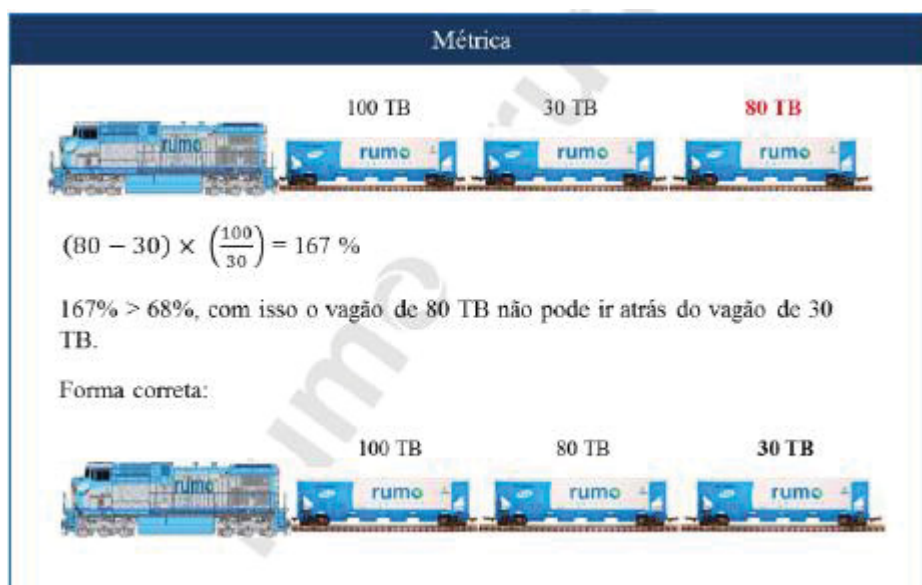 Métrica
100 TB 30 TB 80 TB
rumo rumo rumo rumo
(80 − 30) × (100/30) = 167 %
167% > 68%, com isso o vagão de 80 TB não pode ir atrás do vagão de 30
TB.
Forma correta:
100 TB 80 TB 30 TB
rumo rumo rumo rumo